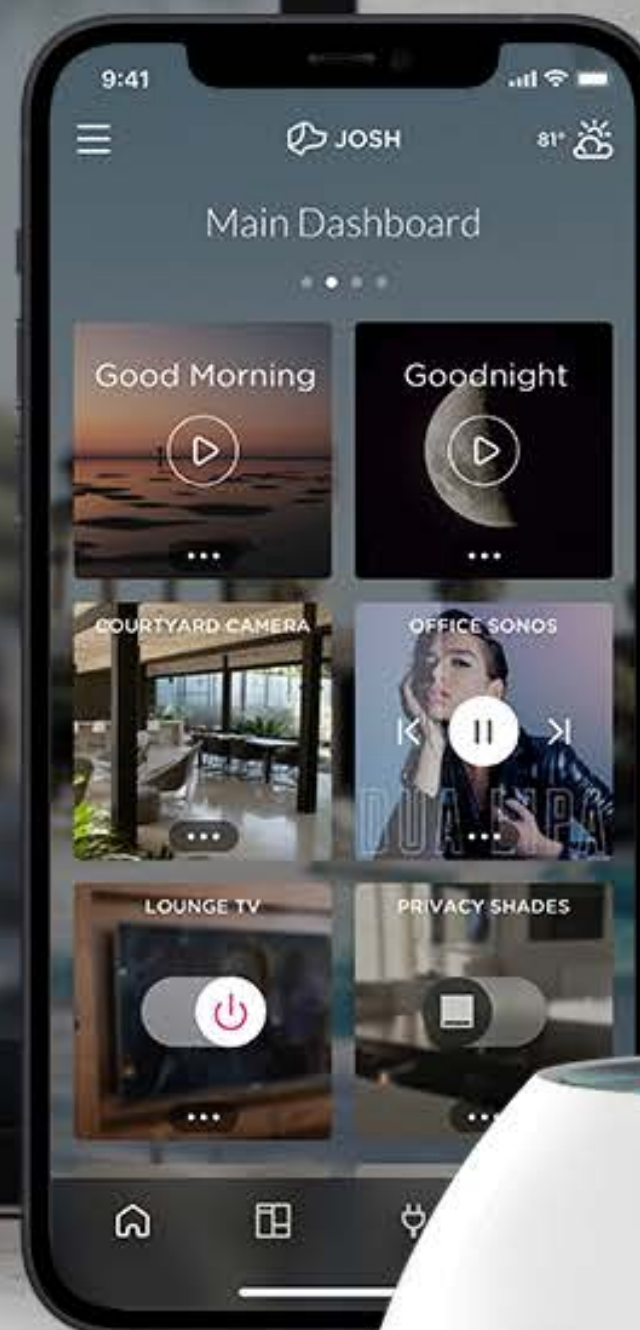 9:41
JOSH
81°
Main Dashboard
Good Morning
Goodnight
COURTYARD CAMERA
OFFICE SONOS
DUA LIPA
LOUNGE TV
PRIVACY SHADES